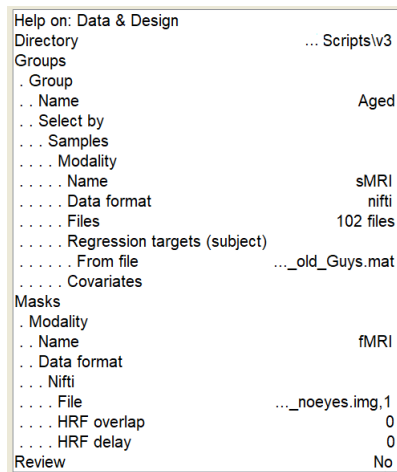 Help on: Data & Design
Directory ... Scripts\v3
Groups
. Group
. . Name Aged
. . Select by
. . . Samples
. . . . Modality
. . . . . Name sMRI
. . . . . Data format nifti
. . . . . Files 102 files
. . . . . Regression targets (subject)
. . . . . . From file ..._old_Guys.mat
. . . . . Covariates
Masks
. Modality
. . Name fMRI
. . Data format
. . . Nifti
. . . . File ..._noeyes.img,1
. . . . HRF overlap 0
. . . . HRF delay 0
Review No